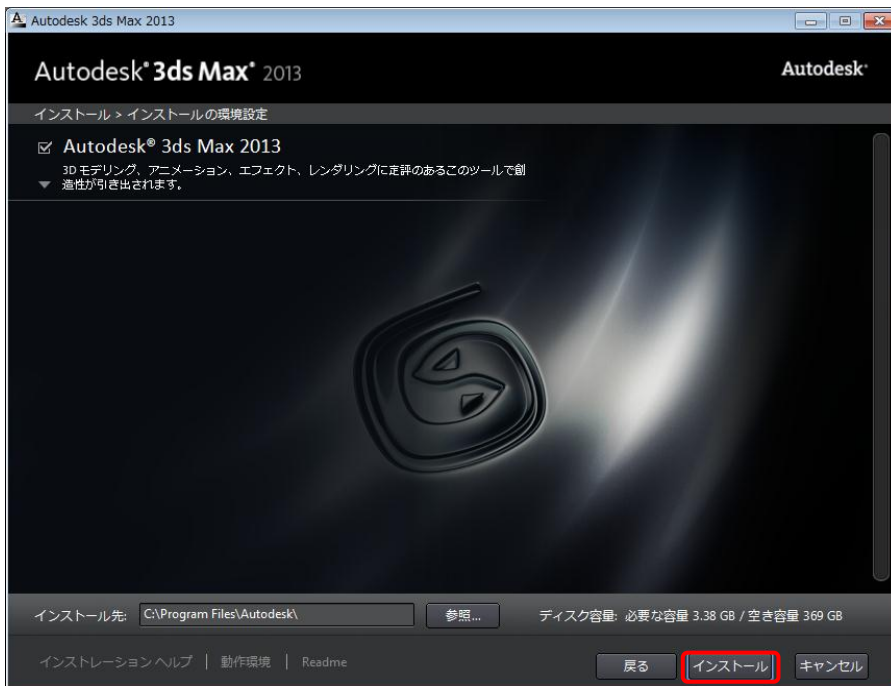 Autodesk 3ds Max 2013
Autodesk® 3ds Max® 2013
Autodesk®
インストール > インストールの環境設定
Autodesk® 3ds Max 2013
3D モデリング、アニメーション、エフェクト、レンダリングに定評のあるこのツールで創
造性が引き出されます。
インストール先: C:\Program Files\Autodesk\ 参照... ディスク容量: 必要な容量 3.38 GB / 空き容量 369 GB
インストレーション ヘルプ | 動作環境 | Readme 戻る インストール キャンセル